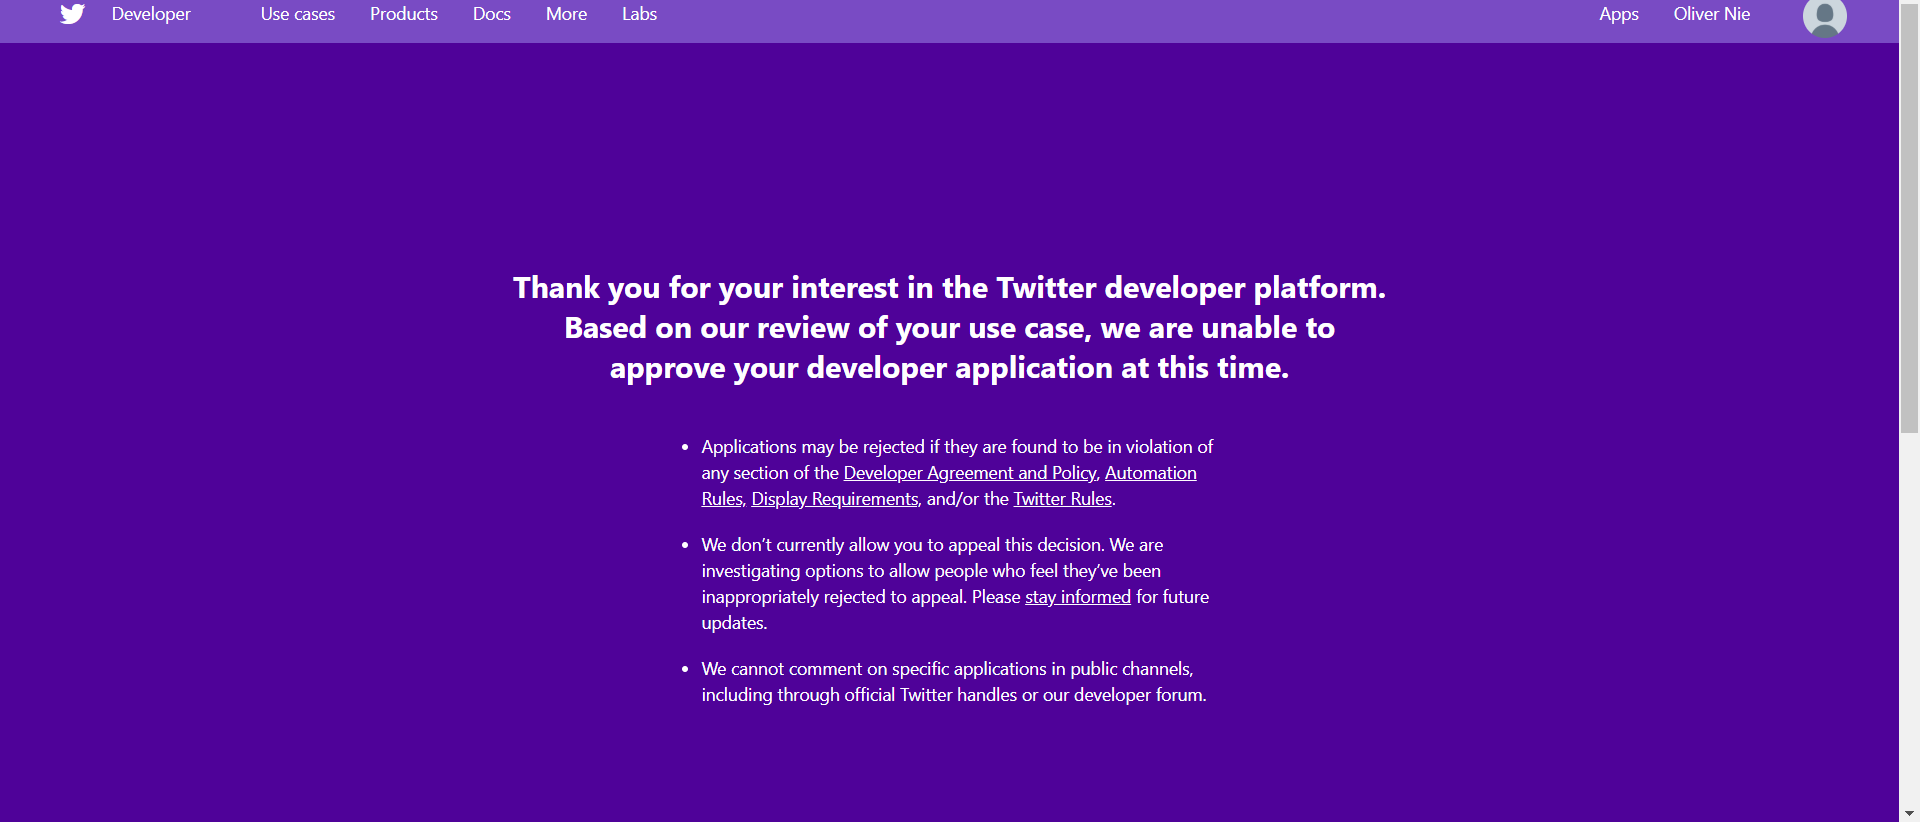 Developer Use cases Products Docs More Labs Apps Oliver Nie
Thank you for your interest in the Twitter developer platform.
Based on our review of your use case, we are unable to
approve your developer application at this time.
• Applications may be rejected if they are found to be in violation of
any section of the Developer Agreement and Policy, Automation
Rules, Display Requirements, and/or the Twitter Rules.
• We don’t currently allow you to appeal this decision. We are
investigating options to allow people who feel they’ve been
inappropriately rejected to appeal. Please stay informed for future
updates.
• We cannot comment on specific applications in public channels,
including through official Twitter handles or our developer forum.